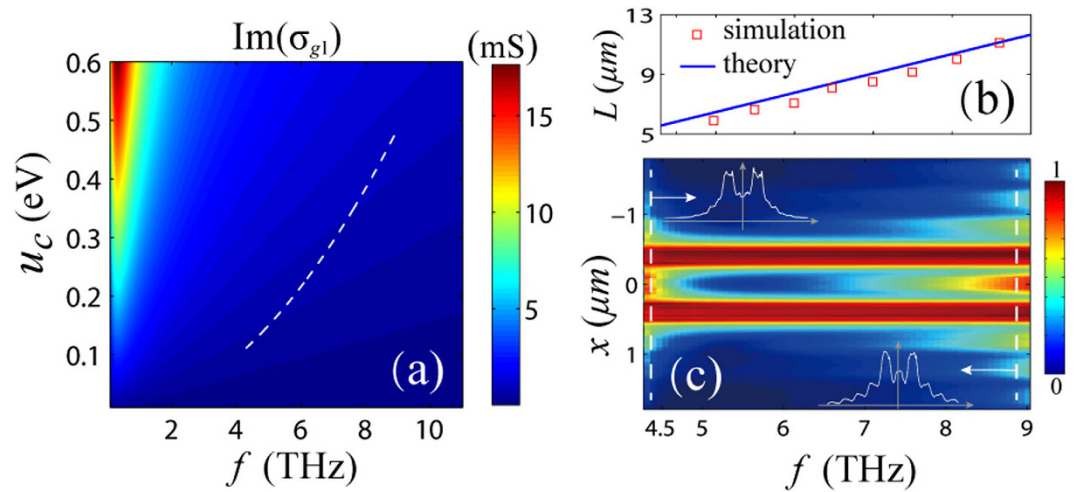 Im(σg1)
(mS)
0.6
0.5
0.4
0.3
0.2
0.1
uc (eV)
2
4
6
8
10
f (THz)
15
10
5
(a)
13
9
5
L (μm)
simulation
theory
(b)
−1
0
1
x (μm)
(c)
4.5
5
6
7
8
9
f (THz)
1
0